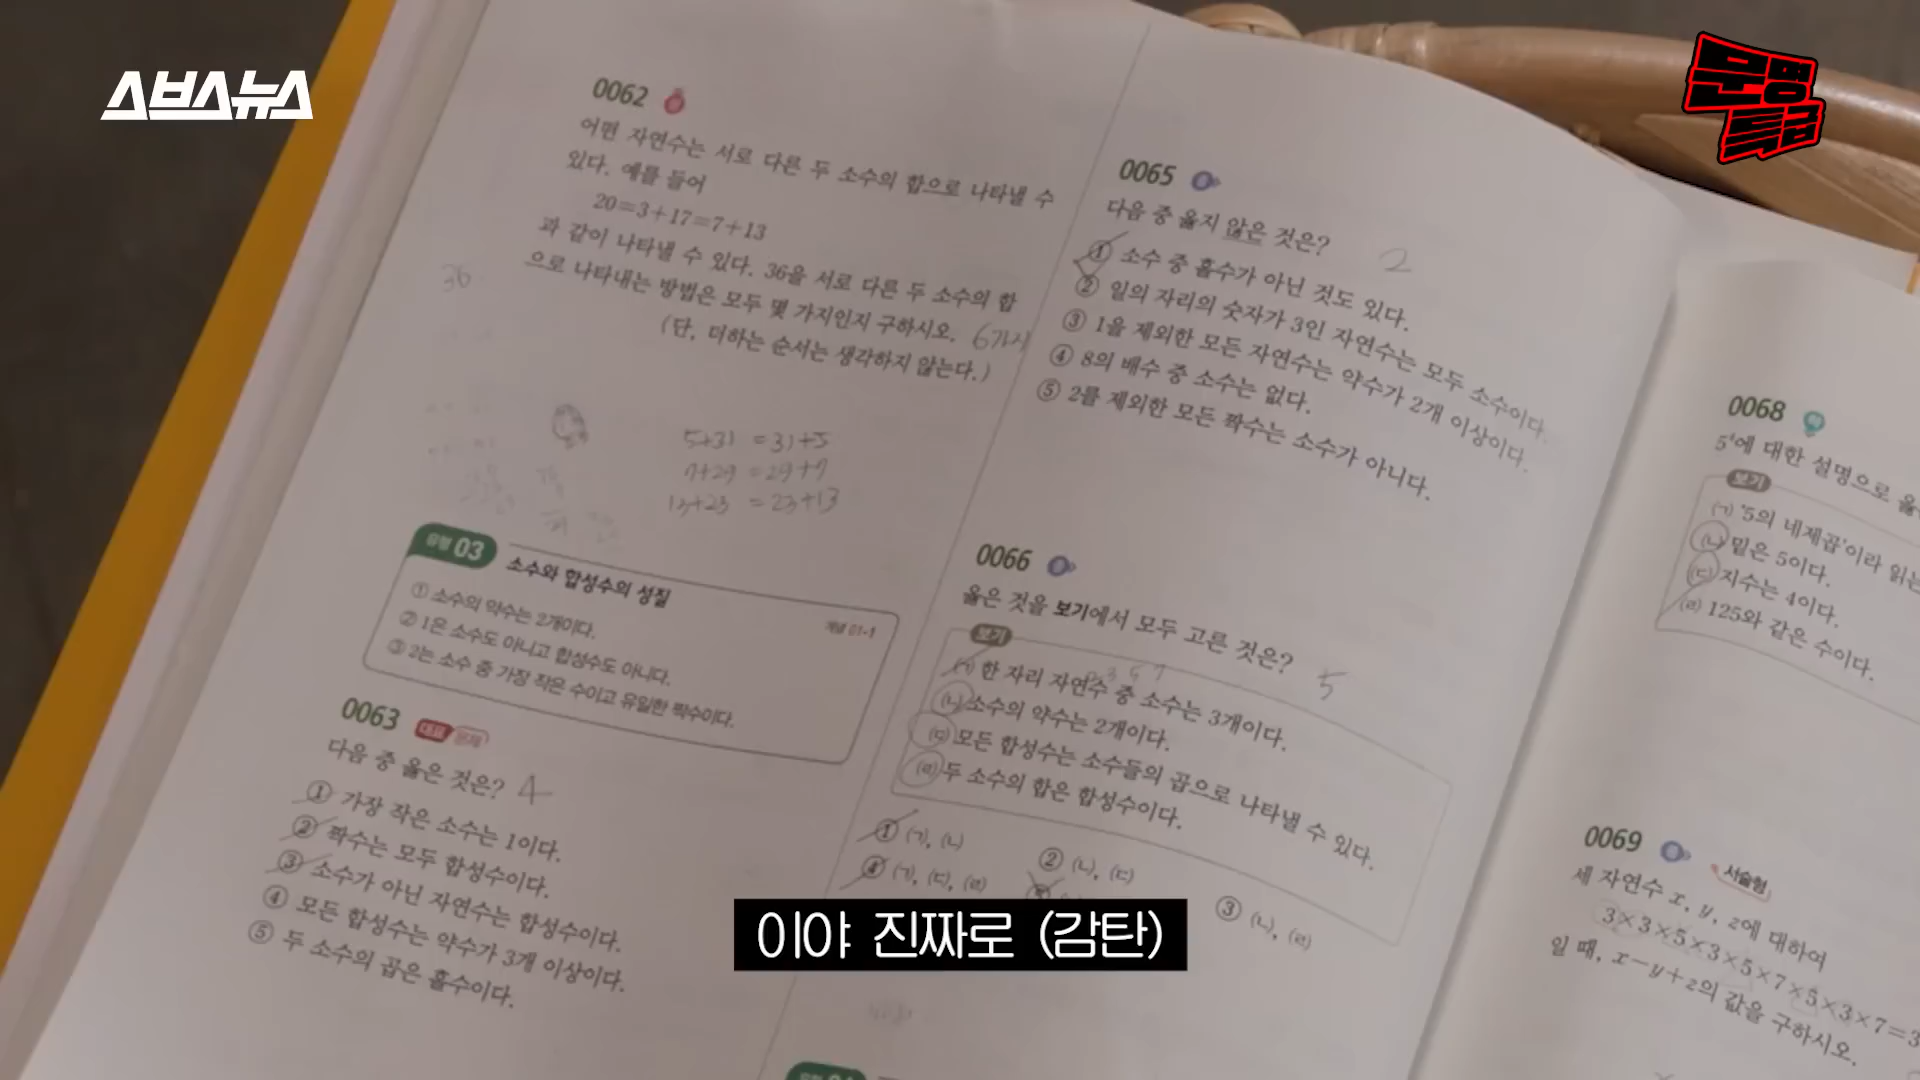 스브스뉴스
문명특급
0062
어떤 자연수는 서로 다른 두 소수의 합으로 나타낼 수
있다. 예를 들어
20=3+17=7+13
과 같이 나타낼 수 있다. 36을 서로 다른 두 소수의 합
으로 나타내는 방법은 모두 몇 가지인지 구하시오. 6가지
(단, 더하는 순서는 생각하지 않는다.)
36
5+31 = 31+5
7+29 = 29+7
13+23 = 23+13
유형 03 소수와 합성수의 성질
개념 01-1
① 소수의 약수는 2개이다.
② 1은 소수도 아니고 합성수도 아니다.
③ 2는 소수 중 가장 작은 수이고 유일한 짝수이다.
0063 대표 문제
다음 중 옳은 것은? 4
① 가장 작은 소수는 1이다.
② 짝수는 모두 합성수이다.
③ 소수가 아닌 자연수는 합성수이다.
④ 모든 합성수는 약수가 3개 이상이다.
⑤ 두 소수의 곱은 홀수이다.
0065
다음 중 옳지 않은 것은? 2
① 소수 중 홀수가 아닌 것도 있다.
② 일의 자리의 숫자가 3인 자연수는 모두 소수이다.
③ 1을 제외한 모든 자연수는 약수가 2개 이상이다.
④ 8의 배수 중 소수는 없다.
⑤ 2를 제외한 모든 짝수는 소수가 아니다.
0066
옳은 것을 보기에서 모두 고른 것은? 5
보기
3 5 7
(ㄱ) 한 자리 자연수 중 소수는 3개이다.
(ㄴ) 소수의 약수는 2개이다.
(ㄷ) 모든 합성수는 소수들의 곱으로 나타낼 수 있다.
(ㄹ) 두 소수의 합은 합성수이다.
① (ㄱ), (ㄴ)
② (ㄴ), (ㄷ)
③ (ㄴ), (ㄹ)
④ (ㄱ), (ㄷ), (ㄹ)
0068
5⁴에 대한 설명으로
보기
(ㄱ) '5의 네제곱'이라
(ㄴ) 밑은 5이다.
(ㄷ) 지수는 4이다.
(ㄹ) 125와 같은 수이다.
0069 서술형
세 자연수 x, y, z에 대하여
3×3×5×3×5×7×5×3×7=3
일 때, x-y+z의 값을 구하시오.
이야 진짜로 (감탄)